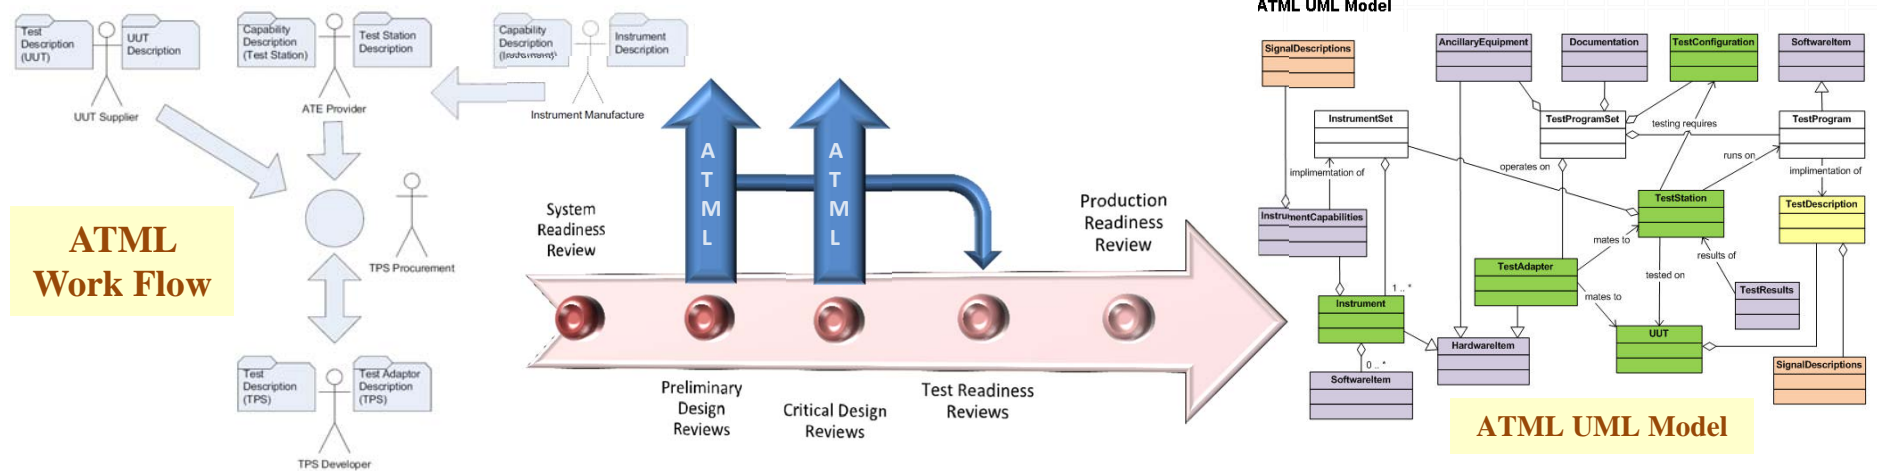 Test
Description
(UUT)
UUT
Description
UUT Supplier
Capability
Description
(Test Station)
Test Station
Description
ATE Provider
Capability
Description
(Instrument)
Instrument
Description
Instrument Manufacture
ATML
Work Flow
TPS Procurement
Test
Description
(TPS)
Test Adaptor
Description
(TPS)
TPS Developer
System
Readiness
Review
A
T
M
L
A
T
M
L
Production
Readiness
Review
Preliminary
Design
Reviews
Critical Design
Reviews
Test Readiness
Reviews
ATML UML Model
SignalDescriptions
AncillaryEquipment
Documentation
TestConfiguration
SoftwareItem
InstrumentSet
TestProgramSet
testing requires
TestProgram
implimentation of
operates on
runs on
implimentation of
InstrumentCapabilities
TestStation
TestDescription
mates to
results of
TestAdapter
tested on
mates to
TestResults
1 .. *
Instrument
UUT
HardwareItem
0 .. *
SoftwareItem
SignalDescriptions
ATML UML Model